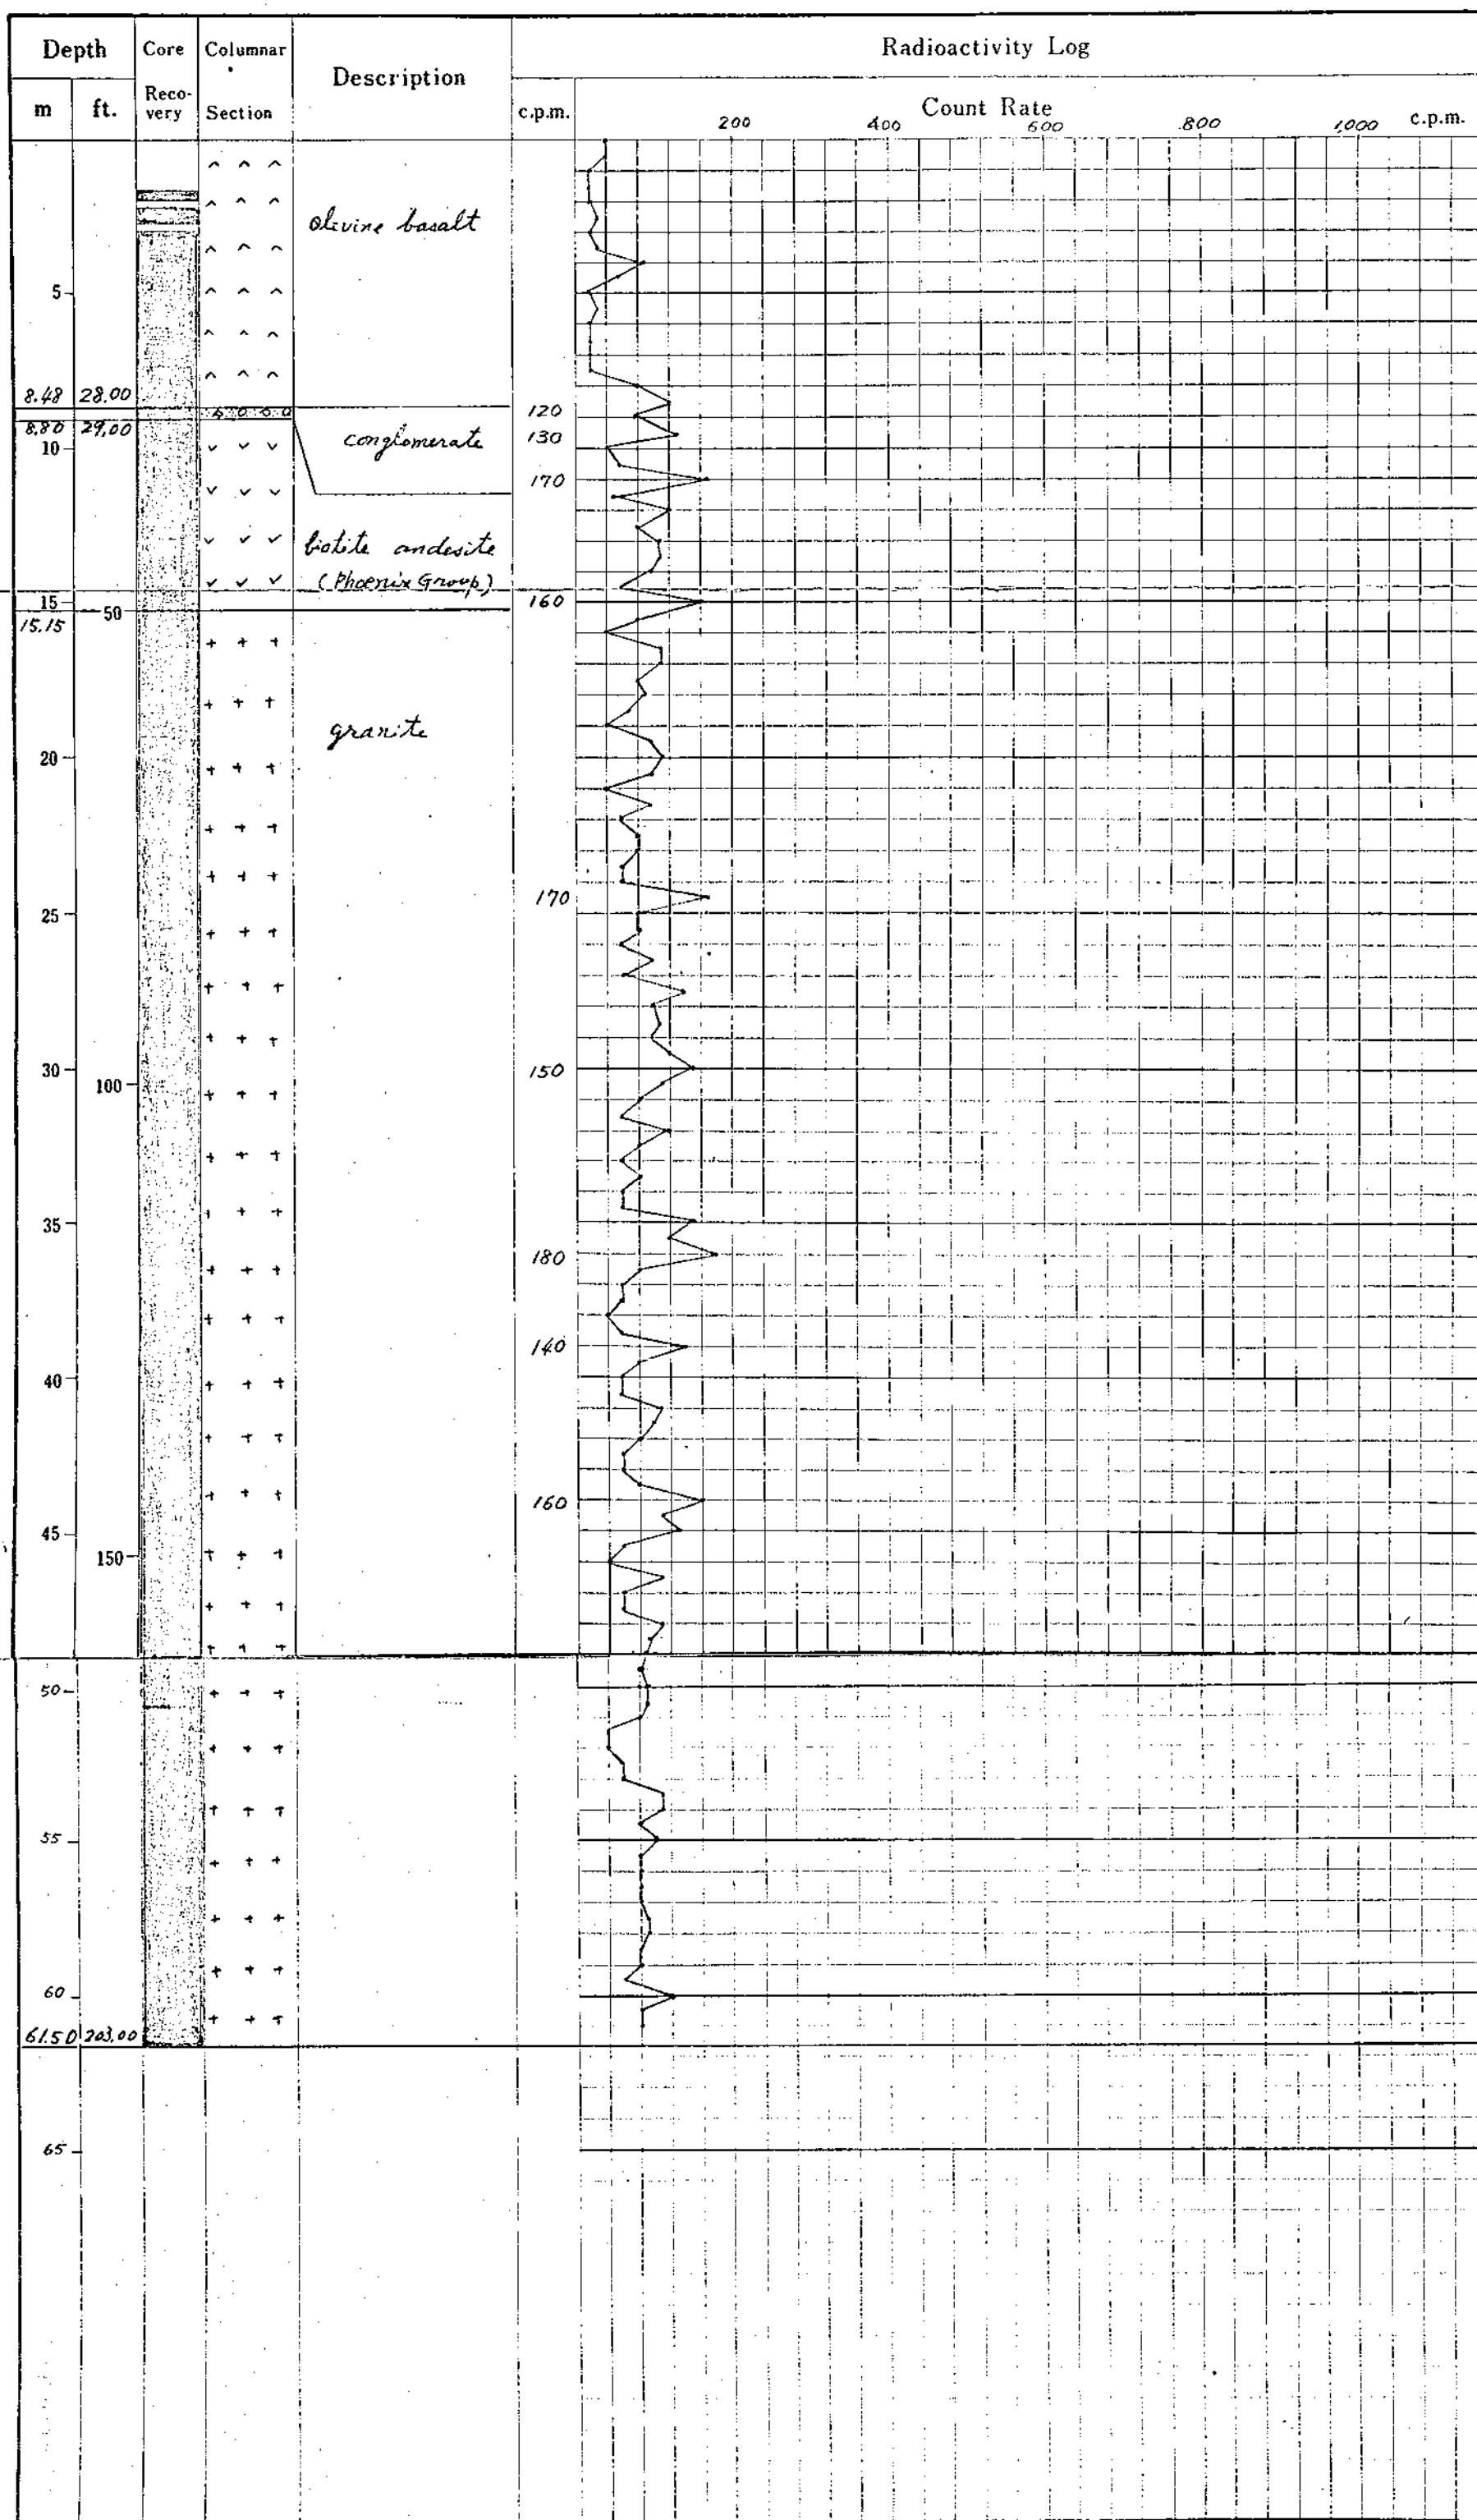 Depth
Core Recovery
Columnar Section
Description
Radioactivity Log
m
ft.
c.p.m.
Count Rate
200
400
600
800
1,000
c.p.m.
olivine basalt
5
8.48
28.00
120
8.80
29.00
conglomerate
130
10
170
biotite andesite
(Phoenix Group)
15
50
160
15.15
granite
20
170
25
30
100
150
35
180
140
40
160
45
150
50
55
60
61.50
203.00
65